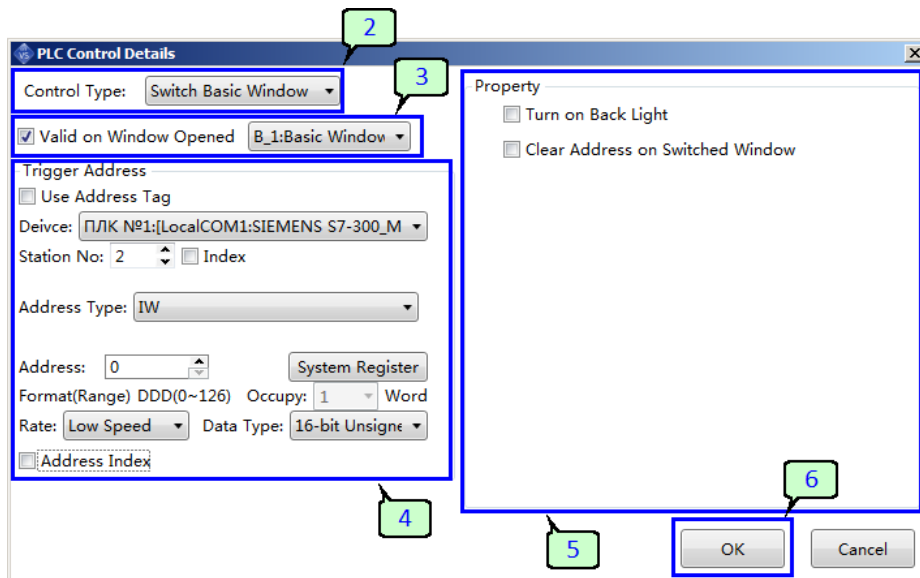 2
PLC Control Details
3
Control Type: Switch Basic Window
Valid on Window Opened B_1:Basic Window
Trigger Address
Use Address Tag
Deivce: ПЛК №1:[LocalCOM1:SIEMENS S7-300_M
Station No: 2 Index
Address Type: IW
Address: 0 System Register
Format(Range) DDD(0~126) Occupy: 1 Word
Rate: Low Speed Data Type: 16-bit Unsigne
Address Index
4
Property
Turn on Back Light
Clear Address on Switched Window
5
6
OK Cancel